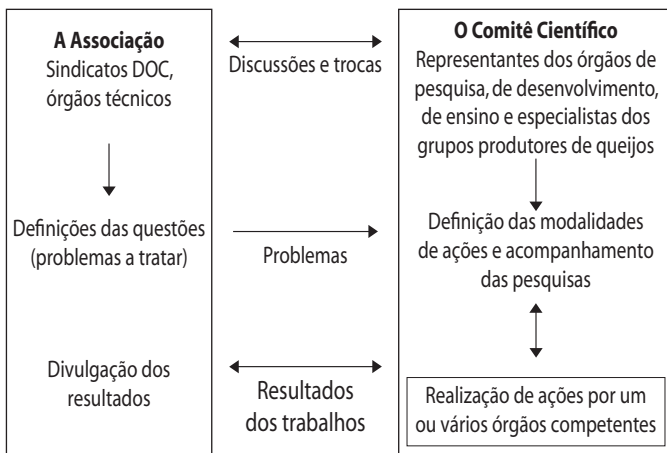 A Associação
Sindicatos DOC,
órgãos técnicos
Definições das questões
(problemas a tratar)
Divulgação dos
resultados
Discussões e trocas
Problemas
Resultados
dos trabalhos
O Comitê Científico
Representantes dos órgãos de
pesquisa, de desenvolvimento,
de ensino e especialistas dos
grupos produtores de queijos
Definição das modalidades
de ações e acompanhamento
das pesquisas
Realização de ações por um
ou vários órgãos competentes